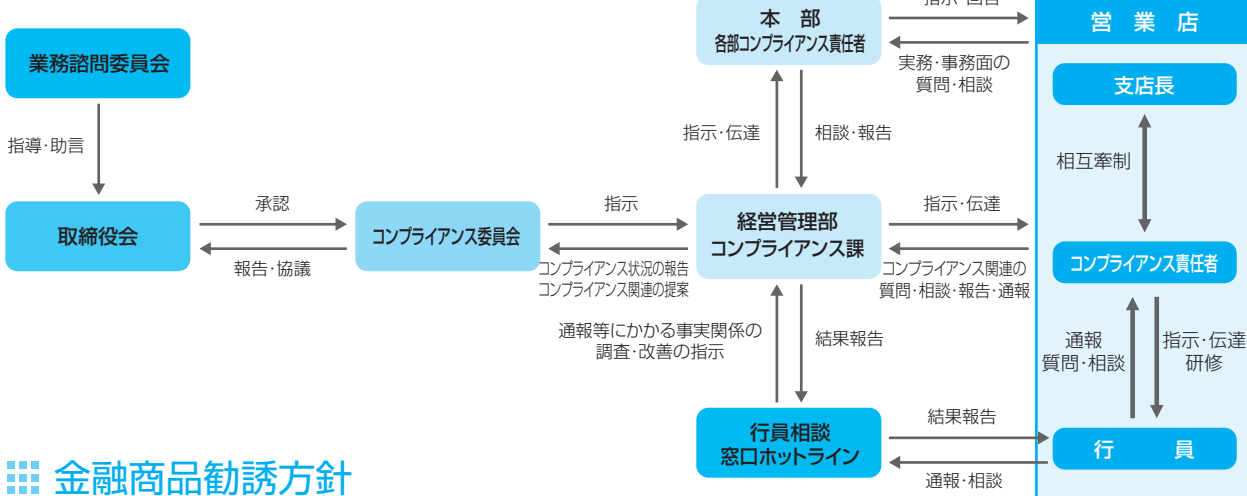 本 部
各部コンプライアンス責任者
営 業 店
業務諮問委員会
実務・事務面の
質問・相談
支店長
指導・助言
指示・伝達
相談・報告
相互牽制
取締役会
承認
報告・協議
コンプライアンス委員会
指示
コンプライアンス状況の報告
コンプライアンス関連の提案
経営管理部
コンプライアンス課
指示・伝達
コンプライアンス関連の
質問・相談・報告・通報
コンプライアンス責任者
通報等にかかる事実関係の
調査・改善の指示
結果報告
通報
質問・相談
指示・伝達
研修
行員相談
窓口ホットライン
結果報告
通報・相談
行 員
金融商品勧誘方針